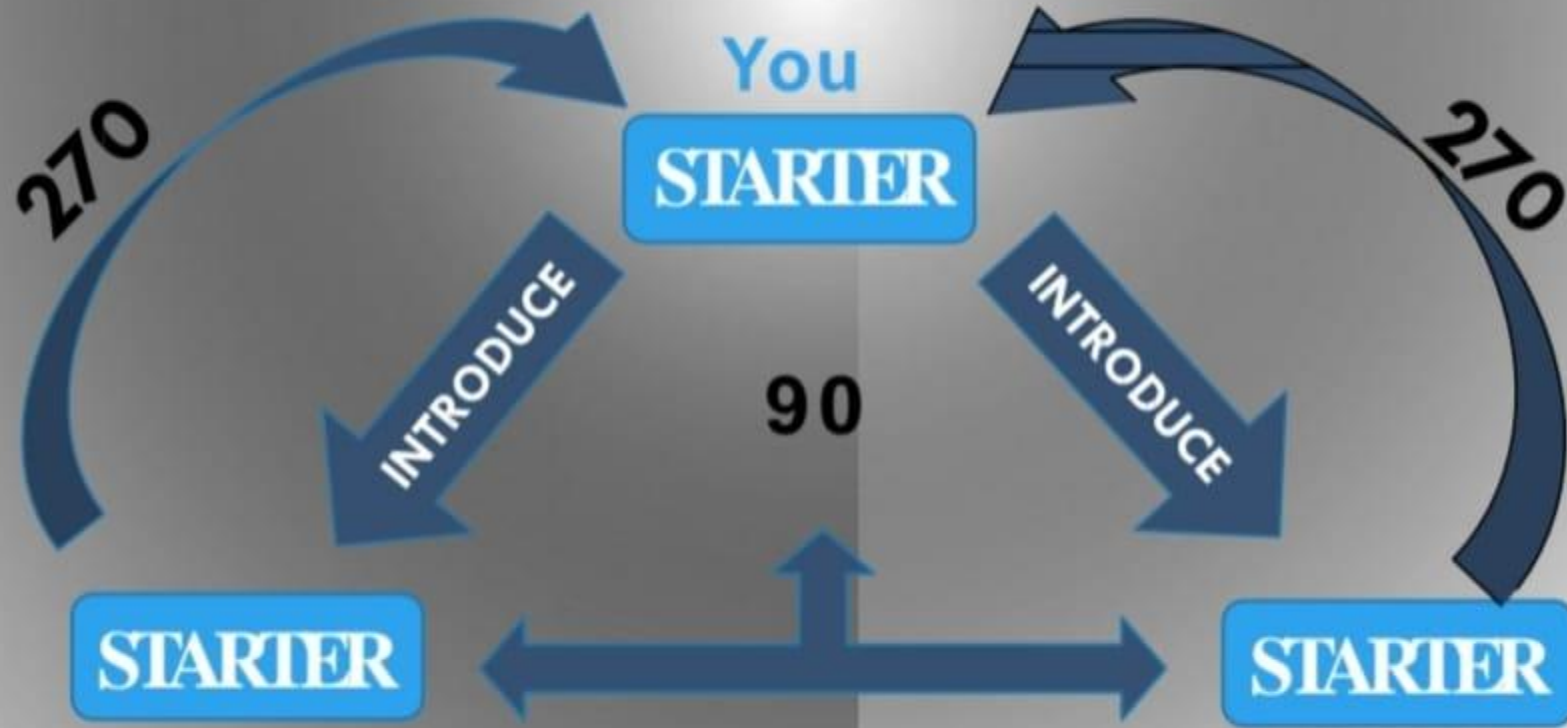 You
STARTER
270
270
INTRODUCE
INTRODUCE
90
STARTER
STARTER